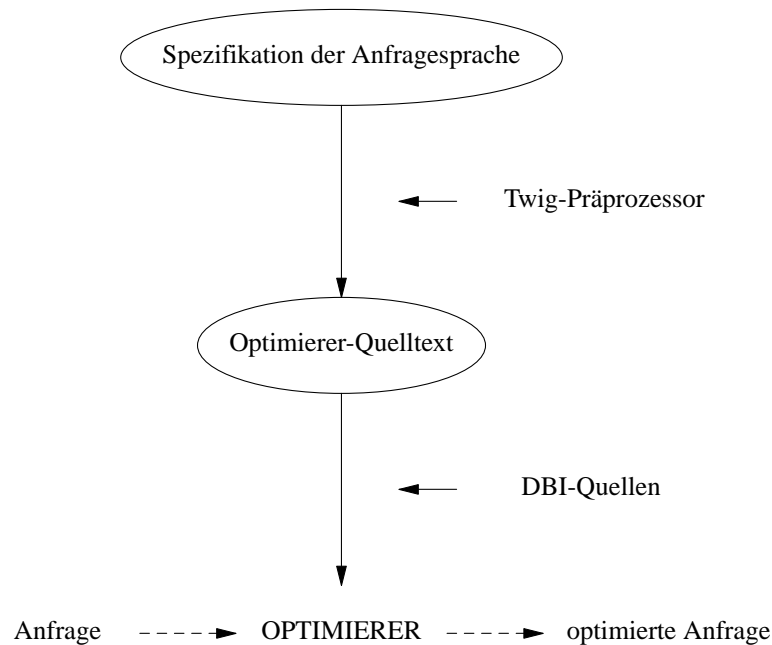 Spezifikation der Anfragesprache
Twig-Präprozessor
Optimierer-Quelltext
DBI-Quellen
Anfrage OPTIMIERER optimierte Anfrage